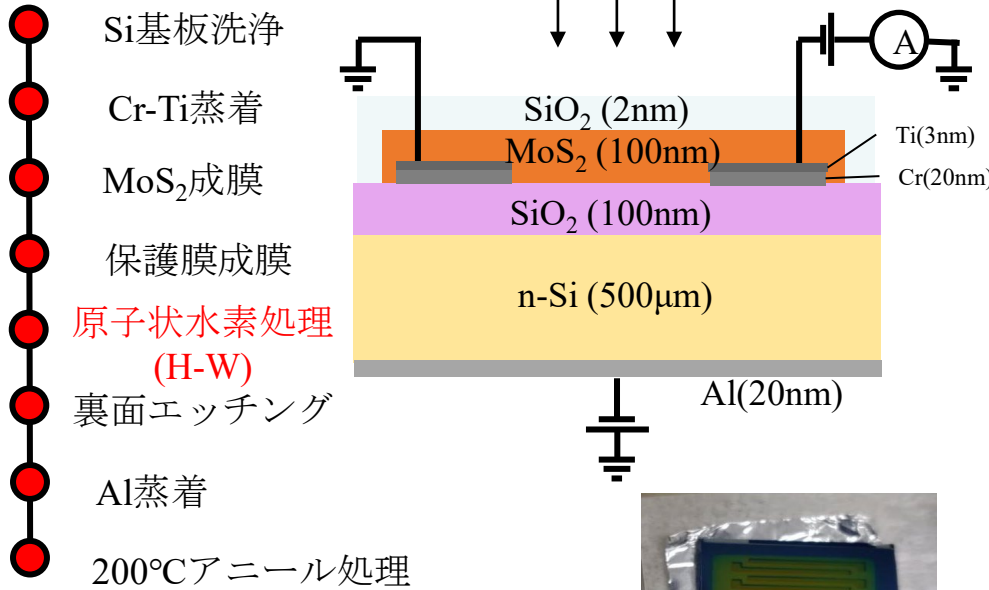 Si基板洗浄
Cr-Ti蒸着
MoS₂成膜
保護膜成膜
原子状水素処理
(H-W)
裏面エッチング
Al蒸着
200°Cアニール処理
A
SiO₂ (2nm)
MoS₂ (100nm)
Ti(3nm)
Cr(20nm)
SiO₂ (100nm)
n-Si (500μm)
Al(20nm)